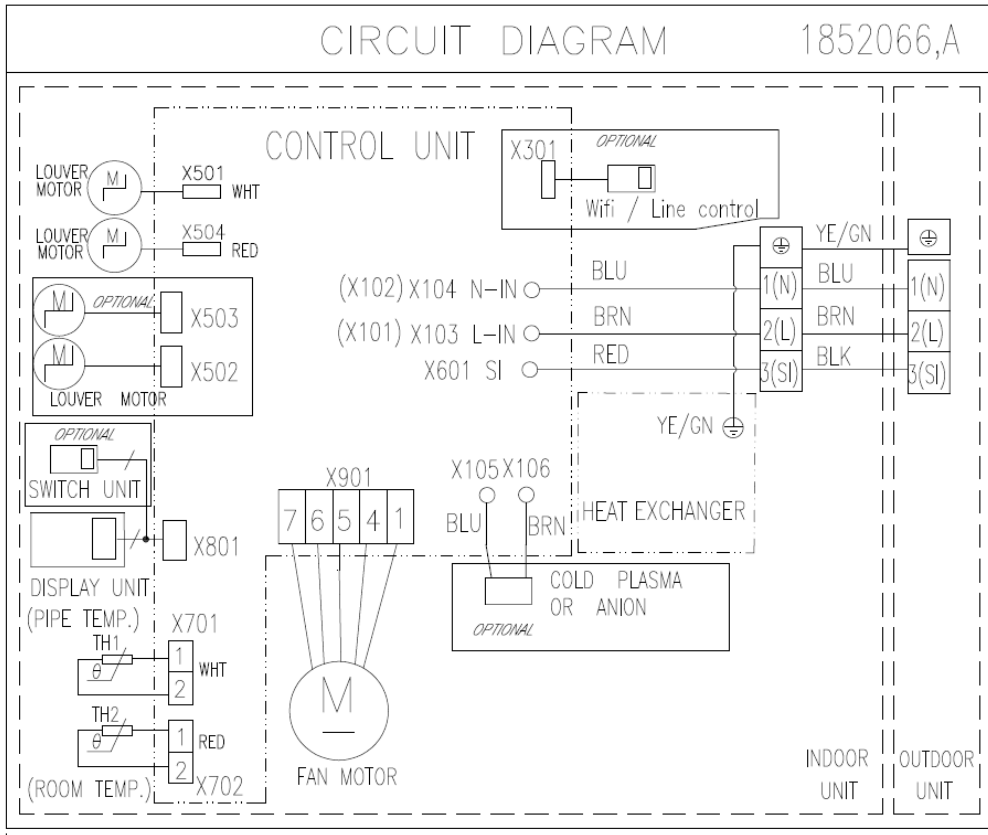 CIRCUIT DIAGRAM 1852066,A
CONTROL UNIT
LOUVER
MOTOR
M
X501
WHT
LOUVER
MOTOR
M
X504
RED
M
OPTIONAL
X503
M
X502
LOUVER MOTOR
OPTIONAL
SWITCH UNIT
X801
DISPLAY UNIT
(PIPE TEMP.)
TH1
θ
X701
1
2
WHT
TH2
θ
1
2
RED
X702
(ROOM TEMP.)
X901
7 6 5 4 1
M
FAN MOTOR
X301
OPTIONAL
Wifi / Line control
(X102) X104 N-IN
BLU
(X101) X103 L-IN
BRN
X601 SI
RED
1(N)
2(L)
3(SI)
YE/GN
BLU
BRN
BLK
1(N)
2(L)
3(SI)
YE/GN
HEAT EXCHANGER
X105 X106
BLU
BRN
COLD PLASMA
OR ANION
OPTIONAL
INDOOR
UNIT
OUTDOOR
UNIT